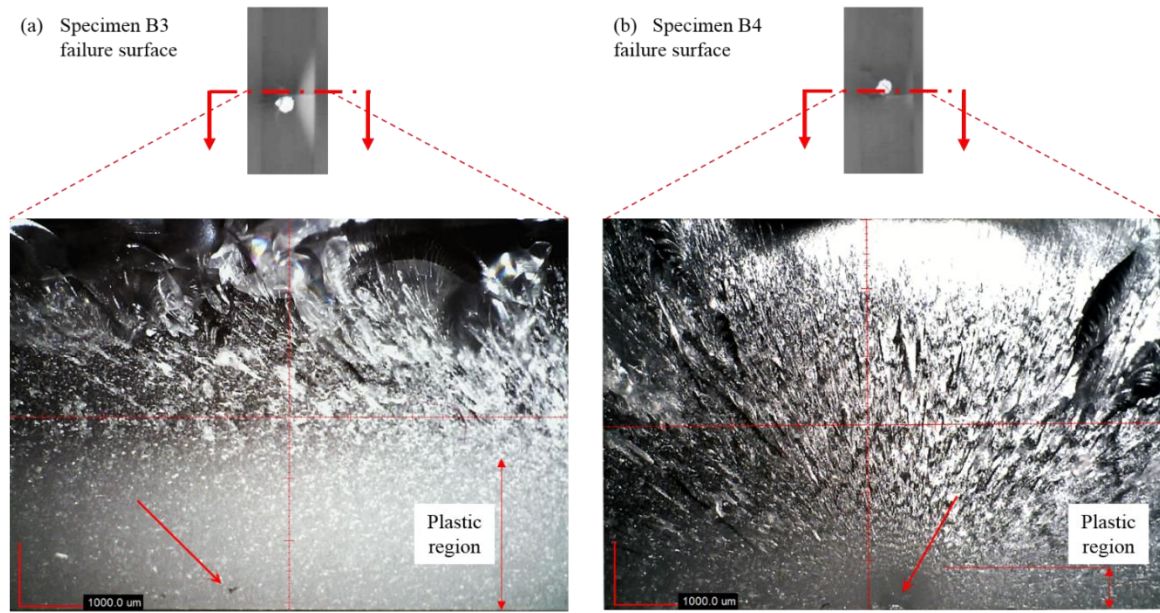 (a) Specimen B3
failure surface
(b) Specimen B4
failure surface
Plastic
region
1000.0 um
Plastic
region
1000.0 um